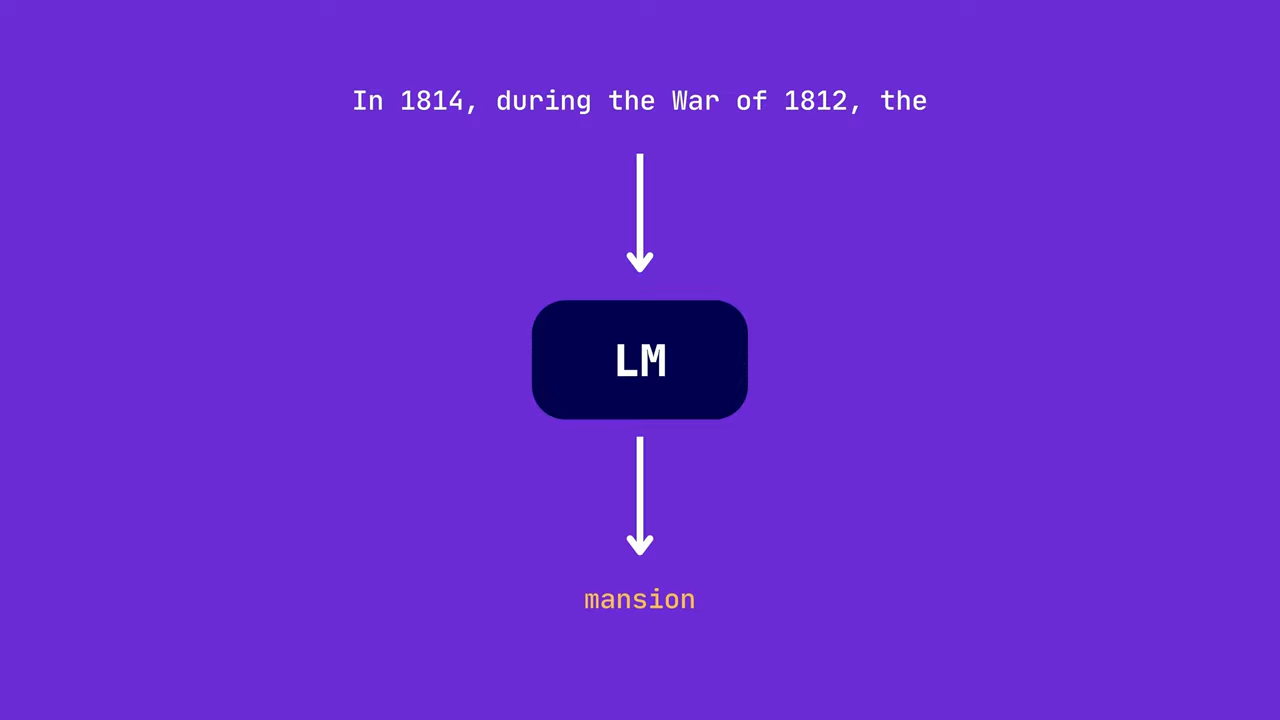 In 1814, during the War of 1812, the
LM
mansion